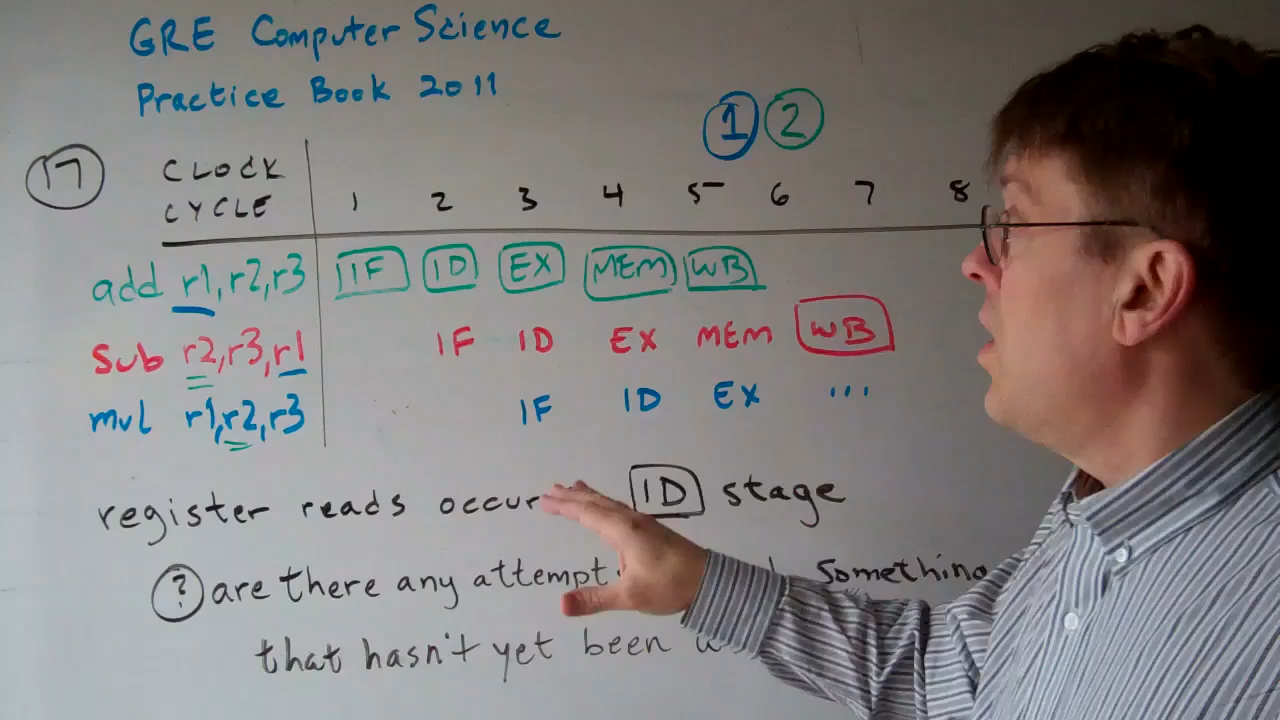 GRE Computer Science
Practice Book 2011
1 2
17 CLOCK
CYCLE 1 2 3 4 5 6 7 8
add r1,r2,r3 IF ID EX MEM WB
sub r2,r3,r1 IF ID EX MEM WB
mul r1,r2,r3 IF ID EX ...
register reads occur ID stage
? are there any attempt something
that hasn't yet been